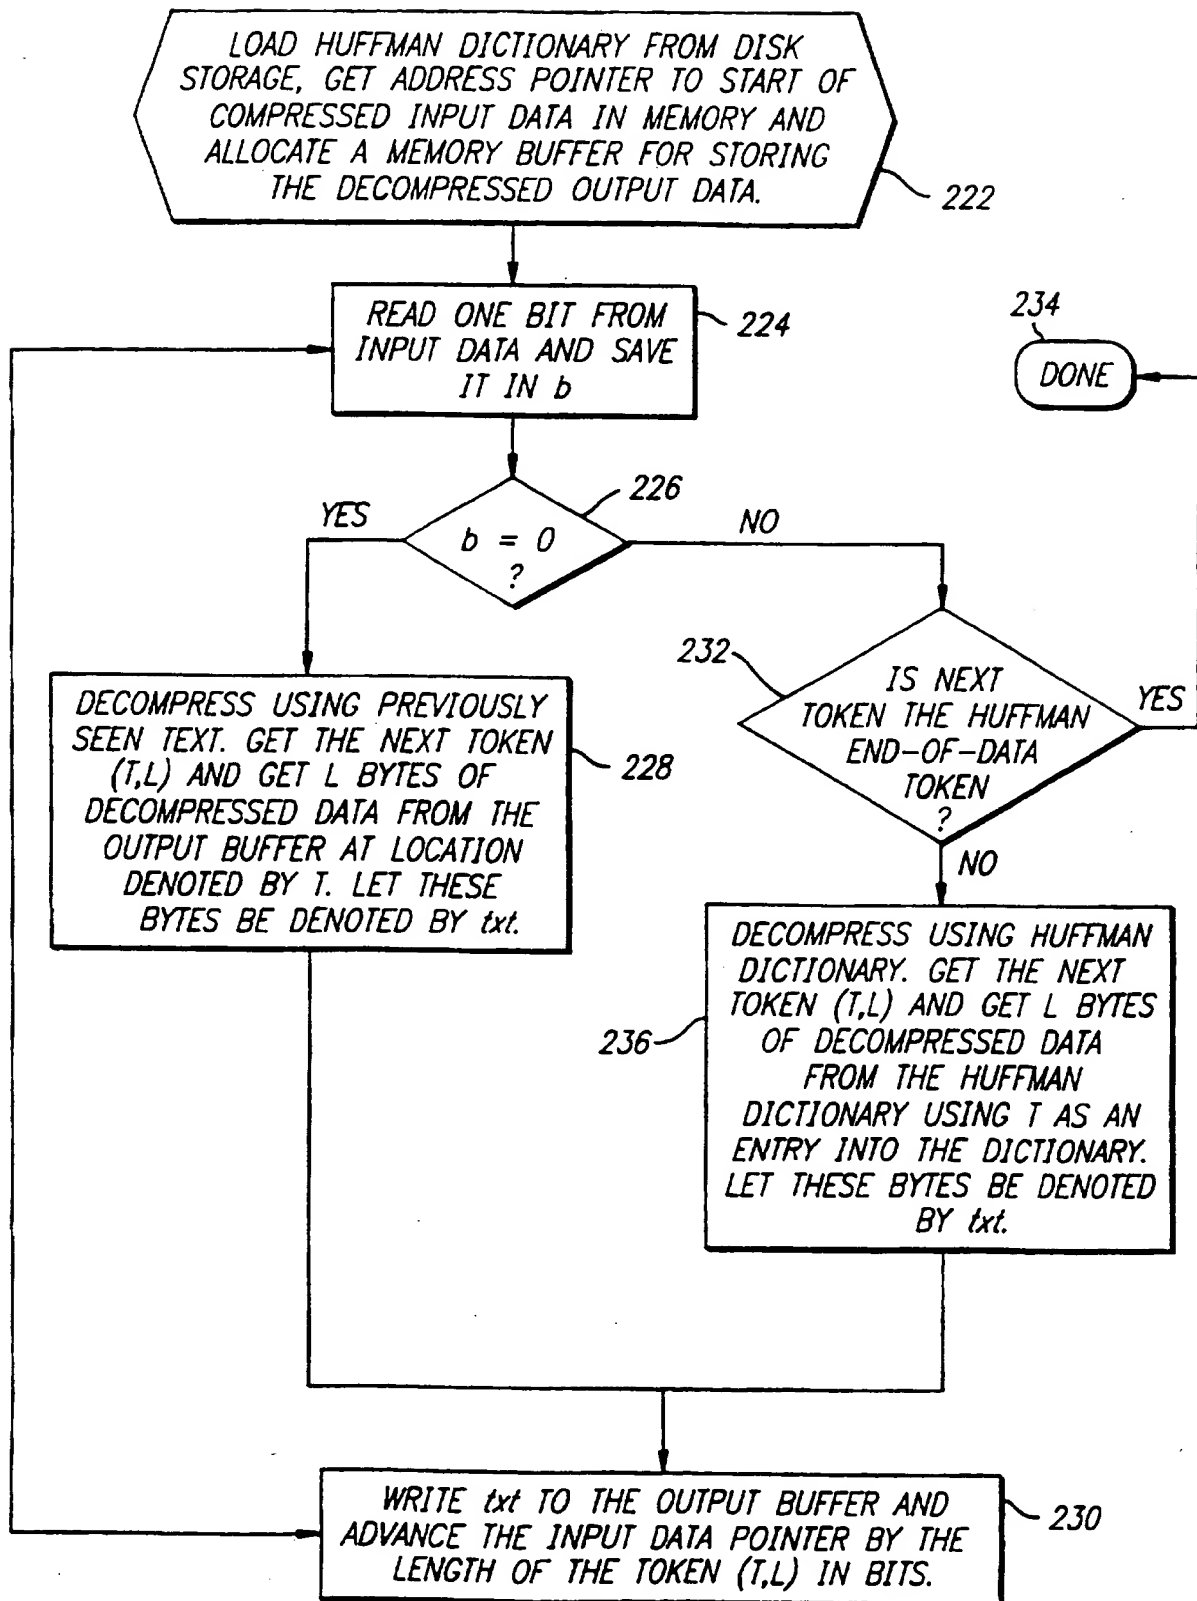 LOAD HUFFMAN DICTIONARY FROM DISK
STORAGE, GET ADDRESS POINTER TO START OF
COMPRESSED INPUT DATA IN MEMORY AND
ALLOCATE A MEMORY BUFFER FOR STORING
THE DECOMPRESSED OUTPUT DATA.
222
READ ONE BIT FROM
INPUT DATA AND SAVE
IT IN b
224
234
DONE
226
YES
b = 0
?
NO
232
IS NEXT
TOKEN THE HUFFMAN
END-OF-DATA
TOKEN
?
YES
NO
DECOMPRESS USING PREVIOUSLY
SEEN TEXT. GET THE NEXT TOKEN
(T,L) AND GET L BYTES OF
DECOMPRESSED DATA FROM THE
OUTPUT BUFFER AT LOCATION
DENOTED BY T. LET THESE
BYTES BE DENOTED BY txt.
228
DECOMPRESS USING HUFFMAN
DICTIONARY. GET THE NEXT
TOKEN (T,L) AND GET L BYTES
OF DECOMPRESSED DATA
FROM THE HUFFMAN
DICTIONARY USING T AS AN
ENTRY INTO THE DICTIONARY.
LET THESE BYTES BE DENOTED
BY txt.
236
WRITE txt TO THE OUTPUT BUFFER AND
ADVANCE THE INPUT DATA POINTER BY THE
LENGTH OF THE TOKEN (T,L) IN BITS.
230